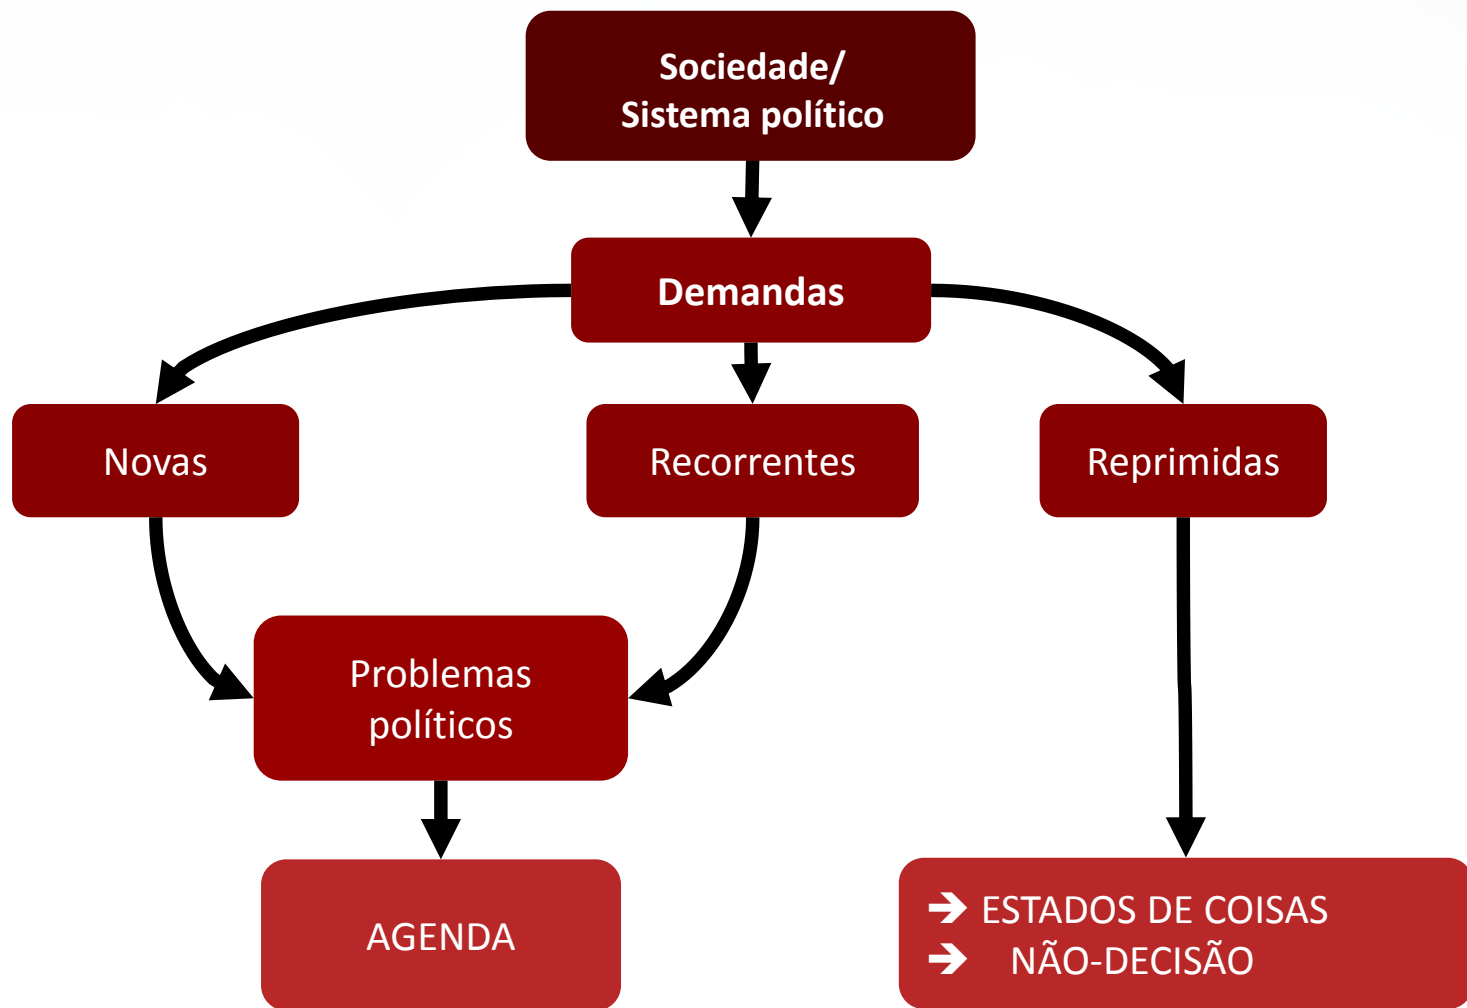 Sociedade/
Sistema político
Demandas
Novas
Recorrentes
Reprimidas
Problemas
políticos
AGENDA
➔ ESTADOS DE COISAS
➔ NÃO-DECISÃO